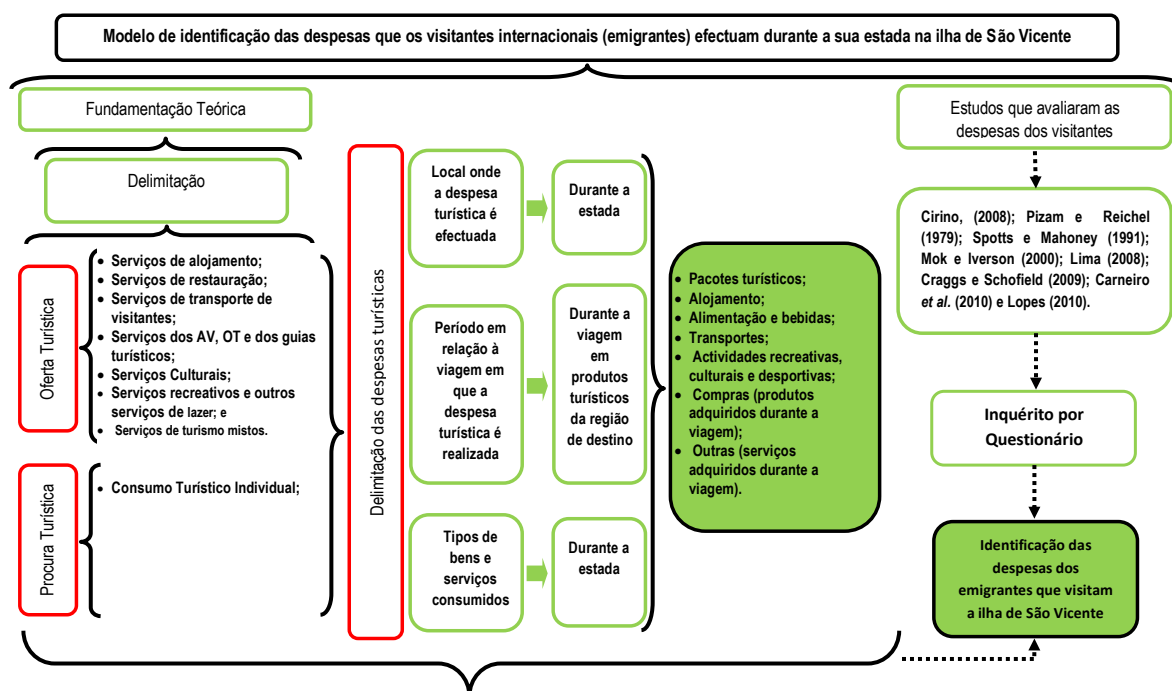 Modelo de identificação das despesas que os visitantes internacionais (emigrantes) efectuam durante a sua estada na ilha de São Vicente
Fundamentação Teórica
Delimitação
Oferta Turística
• Serviços de alojamento;
• Serviços de restauração;
• Serviços de transporte de
visitantes;
• Serviços dos AV, OT e dos guias
turísticos;
• Serviços Culturais;
• Serviços recreativos e outros
serviços de lazer; e
• Serviços de turismo mistos.
Procura Turística
• Consumo Turístico Individual;
Delimitação das despesas turísticas
Local onde
a despesa
turística é
efectuada
Durante a
estada
Período em
relação à
viagem em
que a
despesa
turística é
realizada
Durante a
viagem
em
produtos
turísticos
da região
de destino
Tipos de
bens e
serviços
consumidos
Durante a
estada
• Pacotes turísticos;
• Alojamento;
• Alimentação e bebidas;
• Transportes;
• Actividades recreativas,
culturais e desportivas;
• Compras (produtos
adquiridos durante a
viagem);
• Outras (serviços
adquiridos durante a
viagem).
Estudos que avaliaram as
despesas dos visitantes
Cirino, (2008); Pizam e Reichel
(1979); Spotts e Mahoney (1991);
Mok e Iverson (2000); Lima (2008);
Craggs e Schofield (2009); Carneiro
et al. (2010) e Lopes (2010).
Inquérito por
Questionário
Identificação das
despesas dos
emigrantes que visitam
a ilha de São Vicente